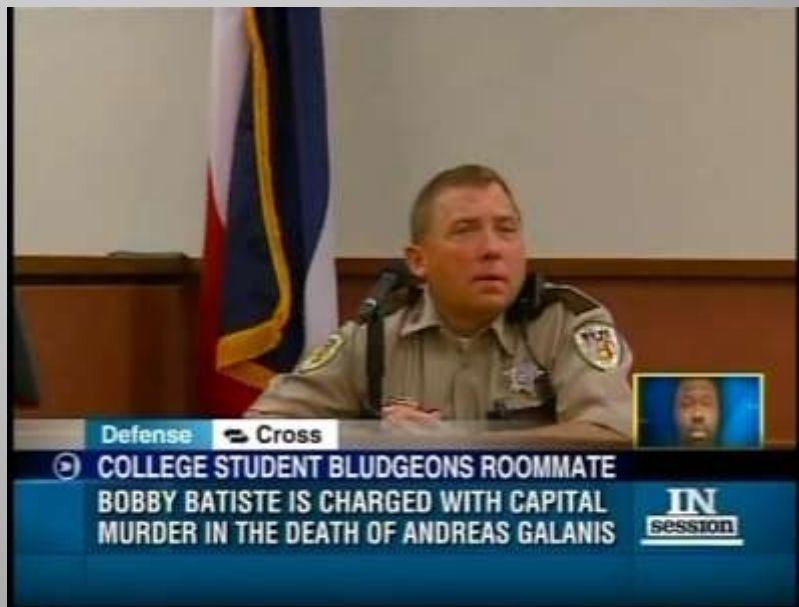 Defense Cross
COLLEGE STUDENT BLUDGEONS ROOMMATE
BOBBY BATISTE IS CHARGED WITH CAPITAL
MURDER IN THE DEATH OF ANDREAS GALANIS
IN
session